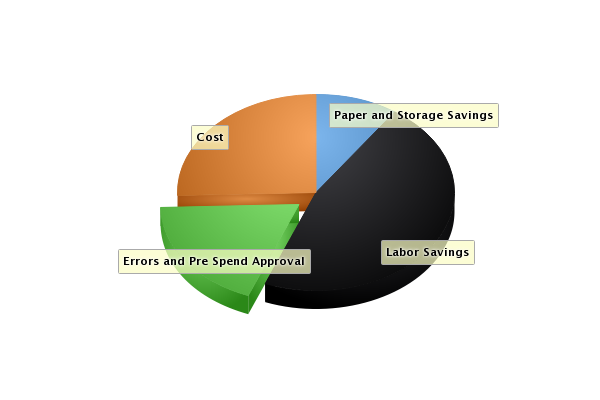 Paper and Storage Savings
Cost
Labor Savings
Errors and Pre Spend Approval